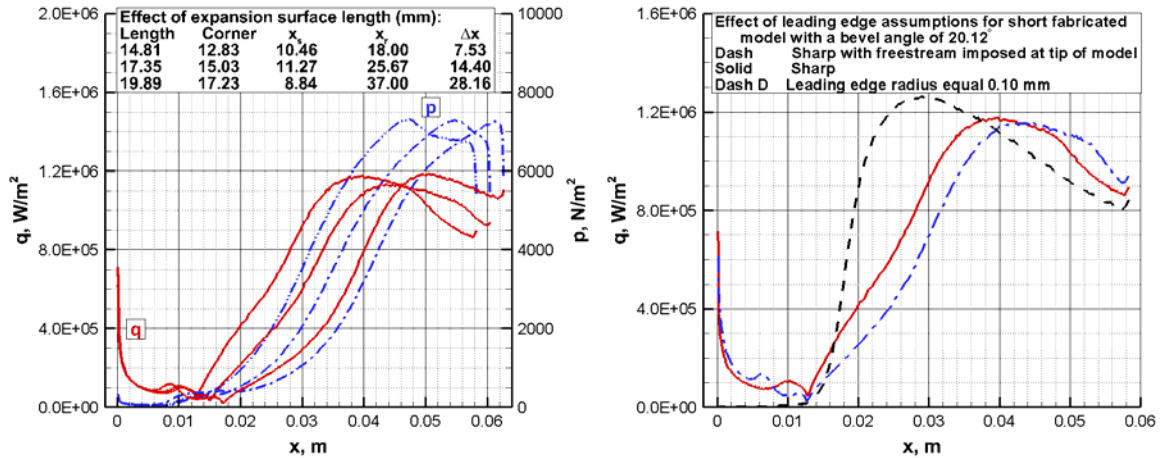 Effect of expansion surface length (mm):
Length Corner xs xr Δx
14.81 12.83 10.46 18.00 7.53
17.35 15.03 11.27 25.67 14.40
19.89 17.23 8.84 37.00 28.16
2.0E+06
1.6E+06
1.2E+06
8.0E+05
4.0E+05
0.0E+00
q, W/m²
10000
8000
6000
4000
2000
0
p, N/m²
p
q
0 0.01 0.02 0.03 0.04 0.05 0.06
x, m
Effect of leading edge assumptions for short fabricated
model with a bevel angle of 20.12°
Dash Sharp with freestream imposed at tip of model
Solid Sharp
Dash D Leading edge radius equal 0.10 mm
1.6E+06
1.2E+06
8.0E+05
4.0E+05
0.0E+00
q, W/m²
0 0.01 0.02 0.03 0.04 0.05 0.06
x, m